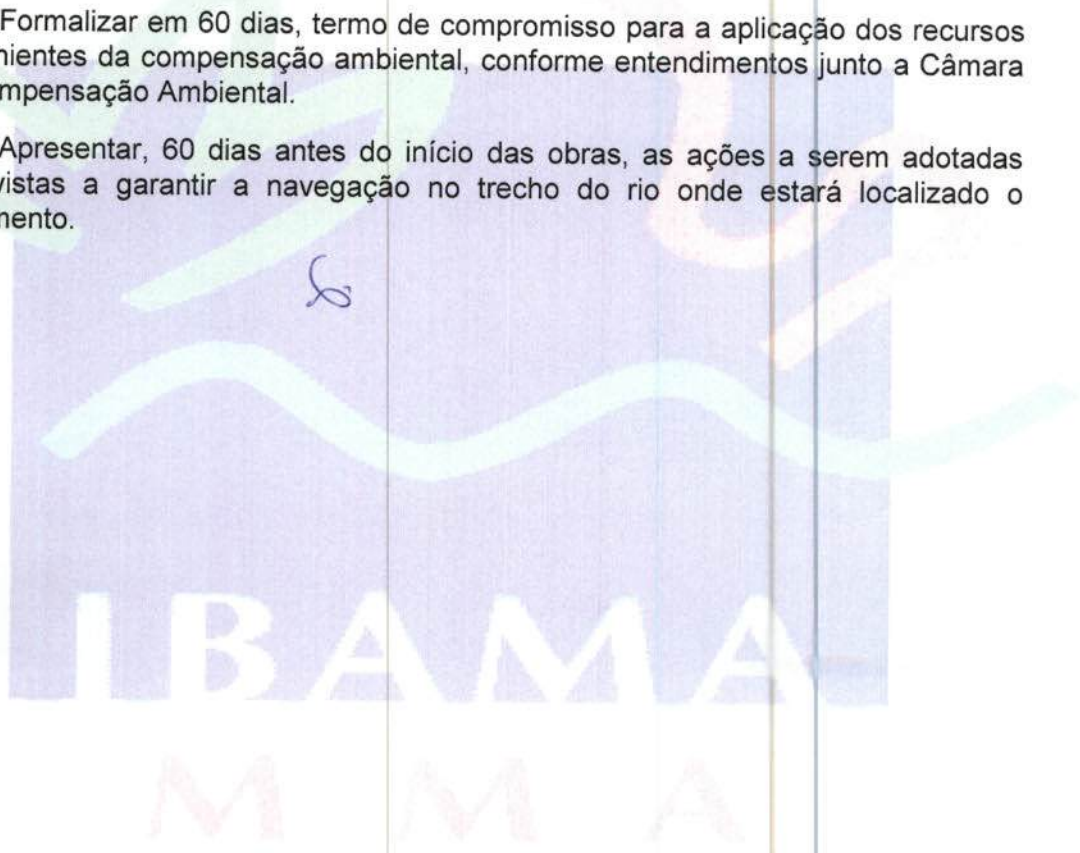 Formalizar em 60 dias, termo de compromisso para a aplicação dos recursos
nientes da compensação ambiental, conforme entendimentos junto a Câmara
mpensação Ambiental.
Apresentar, 60 dias antes do início das obras, as ações a serem adotadas
vistas a garantir a navegação no trecho do rio onde estará localizado o
mento.
IBAMA
MMA